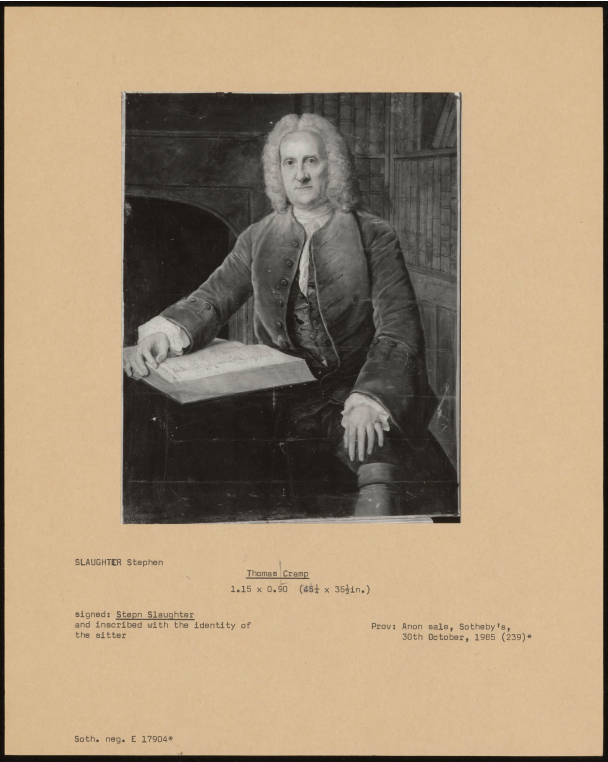 SLAUGHTER Stephen
Thomas Cramp
1.15 x 0.90 (45¼ x 35½in.)
signed: Stepn Slaughter
and inscribed with the identity of
the sitter
Prov: Anon sale, Sotheby's,
30th October, 1985 (239)*
Soth. neg. E 17904*